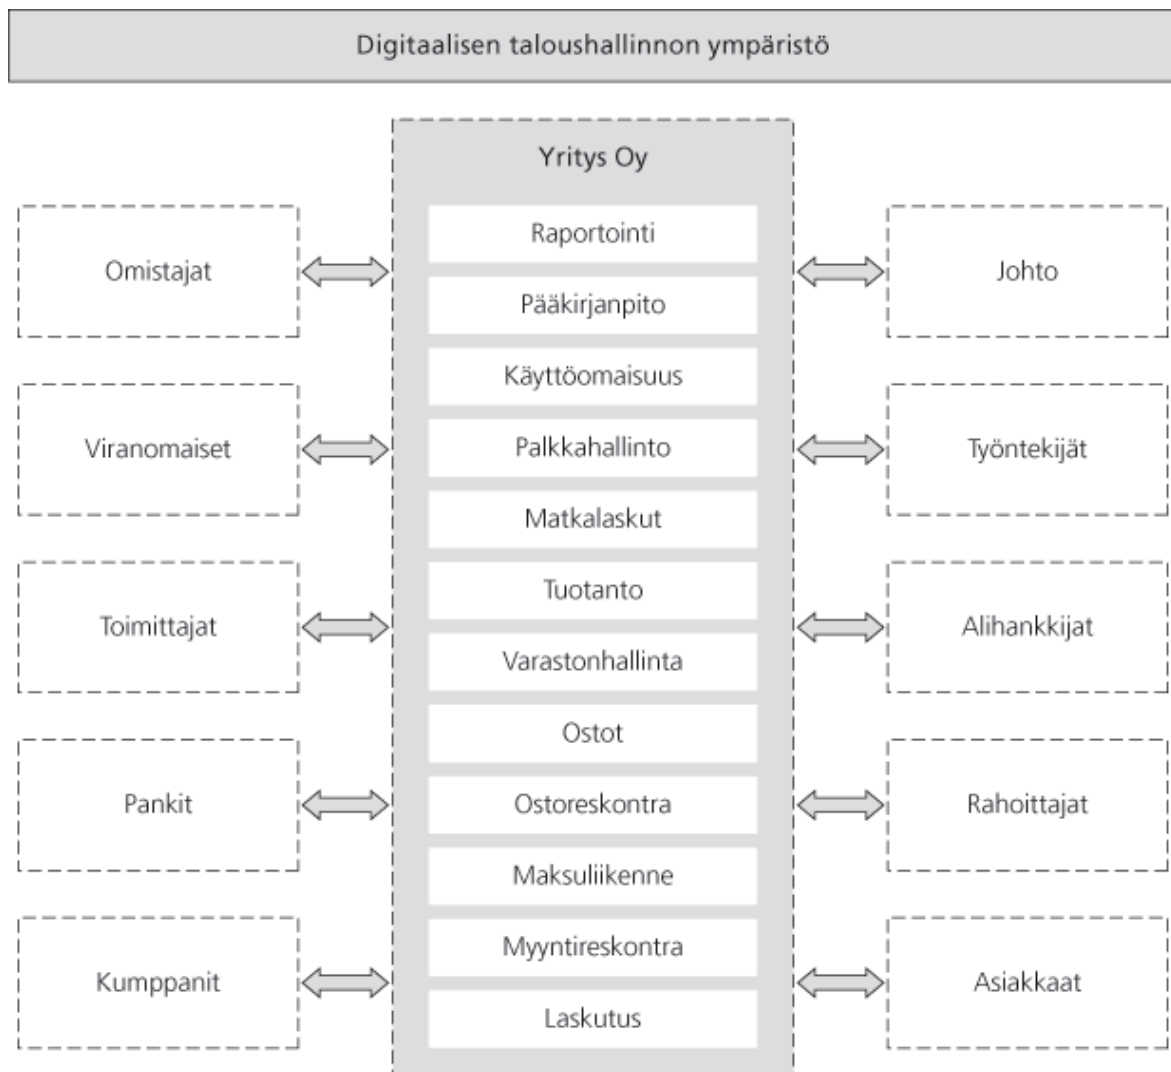 Digitaalisen taloushallinnon ympäristö
Yritys Oy
Omistajat
Viranomaiset
Toimittajat
Pankit
Kumppanit
Raportointi
Pääkirjanpito
Käyttöomaisuus
Palkkahallinto
Matkalaskut
Tuotanto
Varastonhallinta
Ostot
Ostoreskontra
Maksuliikenne
Myyntireskontra
Laskutus
Johto
Työntekijät
Alihankkijat
Rahoittajat
Asiakkaat